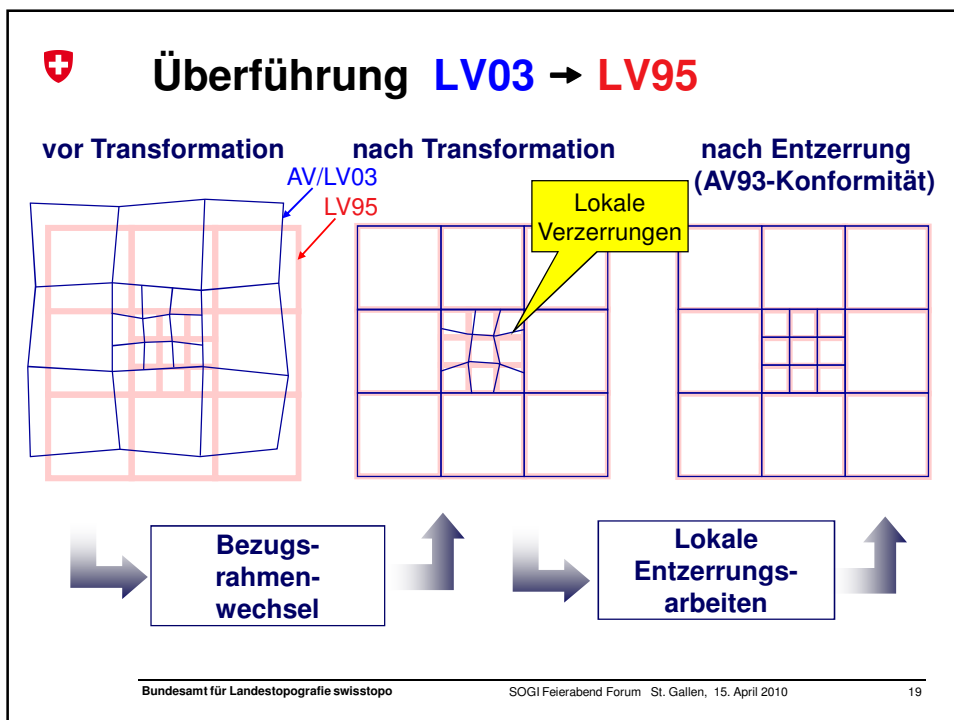 Überführung LV03 → LV95
vor Transformation
AV/LV03
LV95
nach Transformation
Lokale
Verzerrungen
nach Entzerrung
(AV93-Konformität)
Bezugs-
rahmen-
wechsel
Lokale
Entzerrungs-
arbeiten
Bundesamt für Landestopografie swisstopo
SOGI Feierabend Forum St. Gallen, 15. April 2010
19